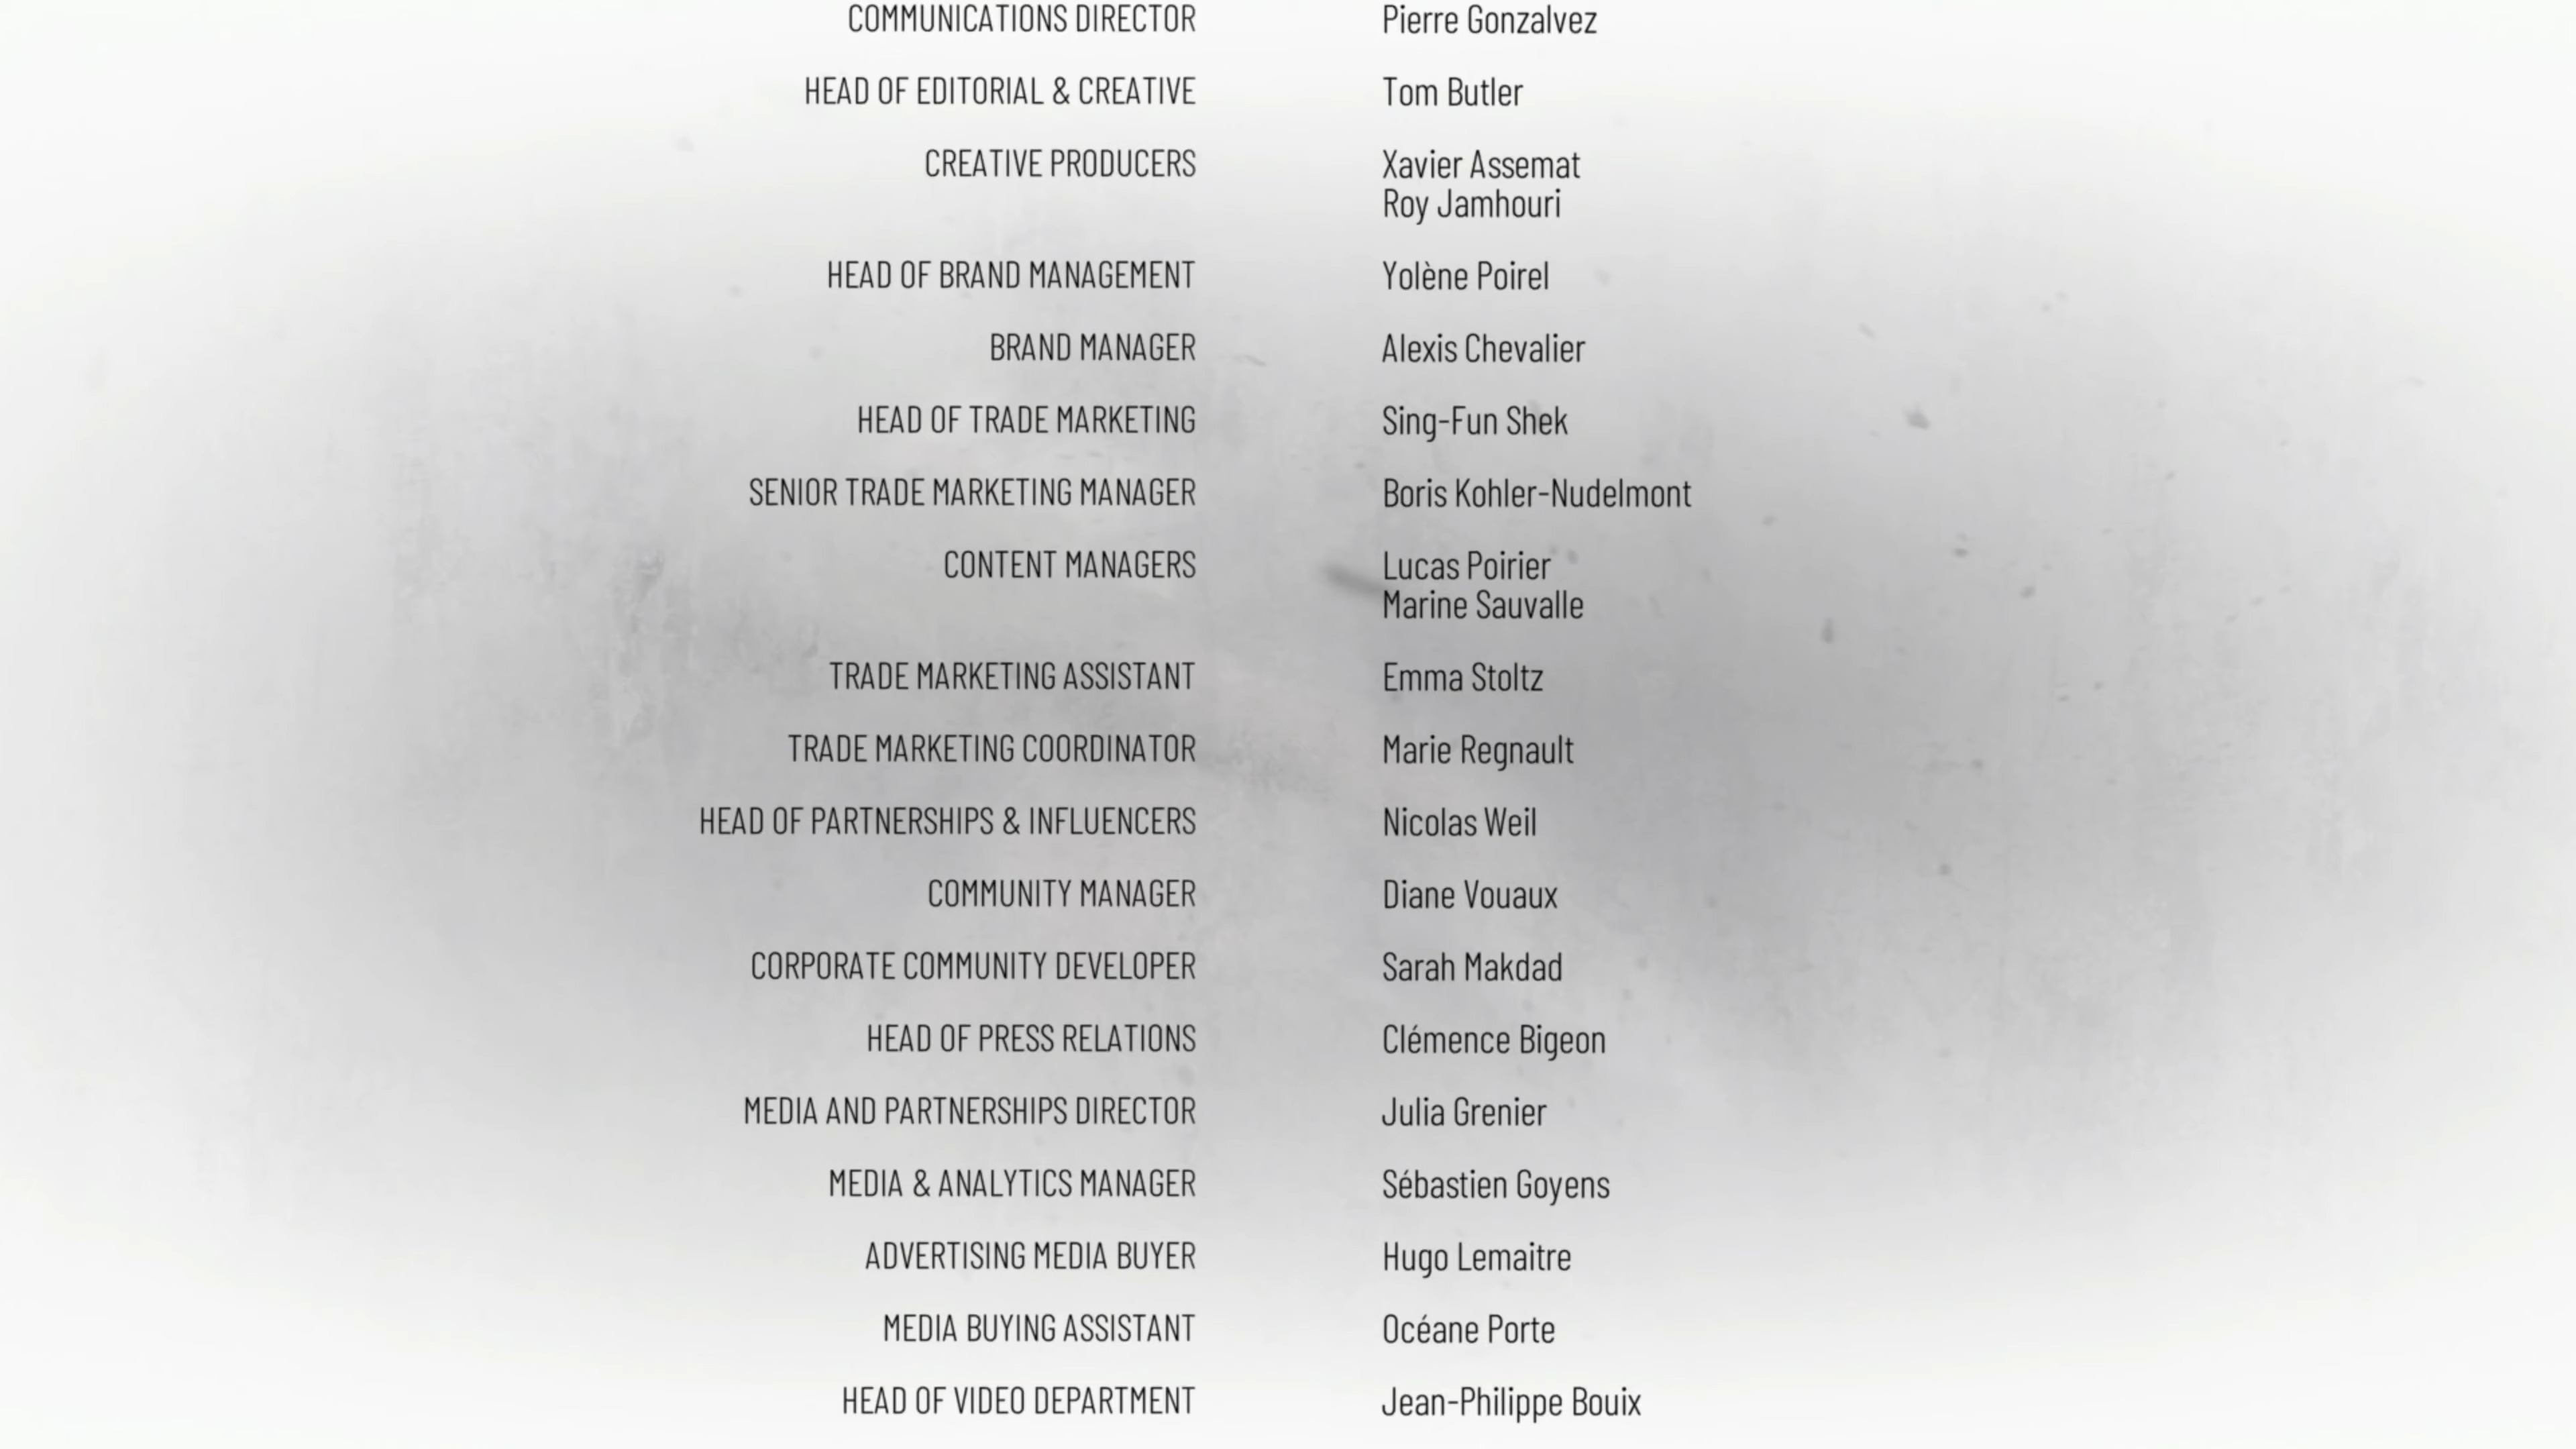 COMMUNICATIONS DIRECTOR Pierre Gonzalvez
HEAD OF EDITORIAL & CREATIVE Tom Butler
CREATIVE PRODUCERS Xavier Assemat
Roy Jamhouri
HEAD OF BRAND MANAGEMENT Yolène Poirel
BRAND MANAGER Alexis Chevalier
HEAD OF TRADE MARKETING Sing-Fun Shek
SENIOR TRADE MARKETING MANAGER Boris Kohler-Nudelmont
CONTENT MANAGERS Lucas Poirier
Marine Sauvalle
TRADE MARKETING ASSISTANT Emma Stoltz
TRADE MARKETING COORDINATOR Marie Regnault
HEAD OF PARTNERSHIPS & INFLUENCERS Nicolas Weil
COMMUNITY MANAGER Diane Vouaux
CORPORATE COMMUNITY DEVELOPER Sarah Makdad
HEAD OF PRESS RELATIONS Clémence Bigeon
MEDIA AND PARTNERSHIPS DIRECTOR Julia Grenier
MEDIA & ANALYTICS MANAGER Sébastien Goyens
ADVERTISING MEDIA BUYER Hugo Lemaitre
MEDIA BUYING ASSISTANT Océane Porte
HEAD OF VIDEO DEPARTMENT Jean-Philippe Bouix